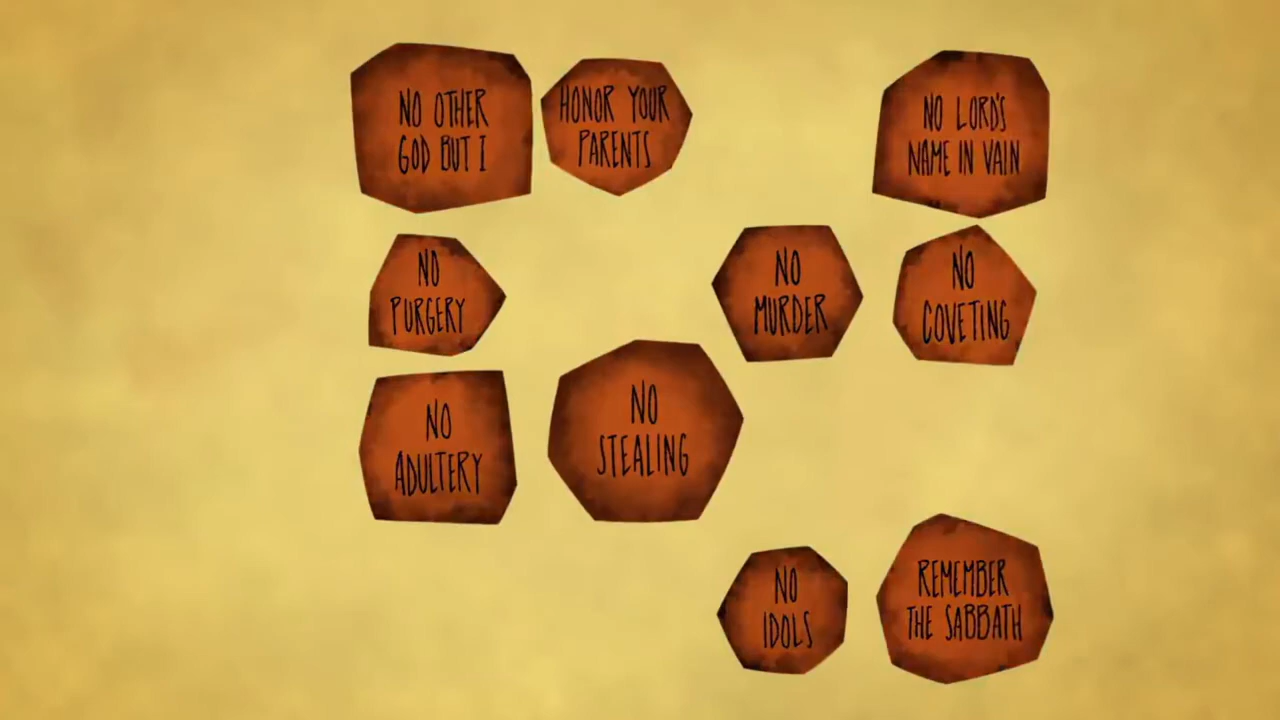 NO OTHER
GOD BUT I
HONOR YOUR
PARENTS
NO LORD'S
NAME IN VAIN
NO
PURGERY
NO
MURDER
NO
COVETING
NO
ADULTERY
NO
STEALING
NO
IDOLS
REMEMBER
THE SABBATH